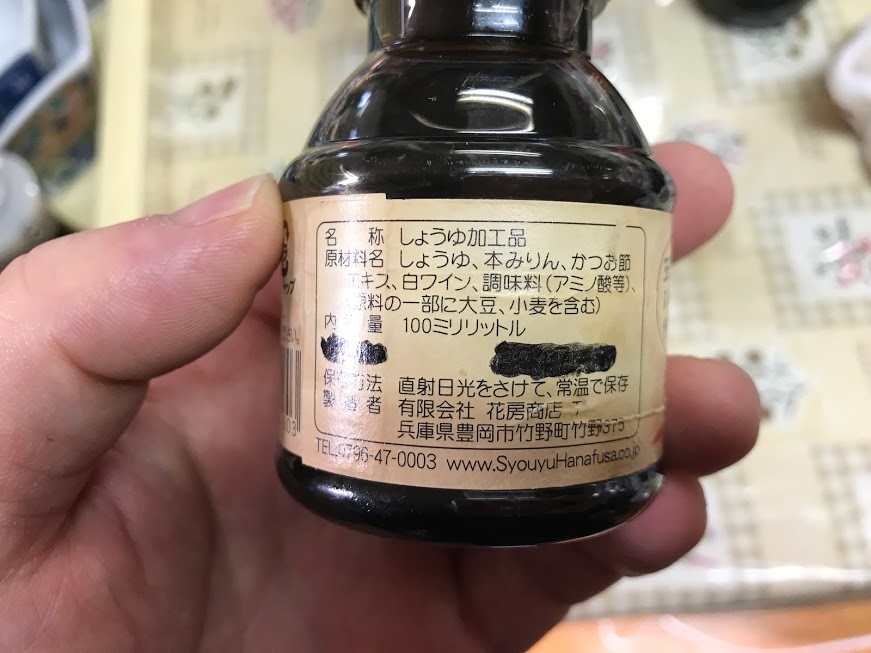 名 称 しょうゆ加工品
原材料名 しょうゆ、本みりん、かつお節
エキス、白ワイン、調味料(アミノ酸等)、
原料の一部に大豆、小麦を含む)
内 量 100ミリリットル
保存方法 直射日光をさけて、常温で保存
製造者 有限会社 花房商店 〒
兵庫県豊岡市竹野町竹野375
TEL.0796-47-0003 www.SyouyuHanafusa.co.jp